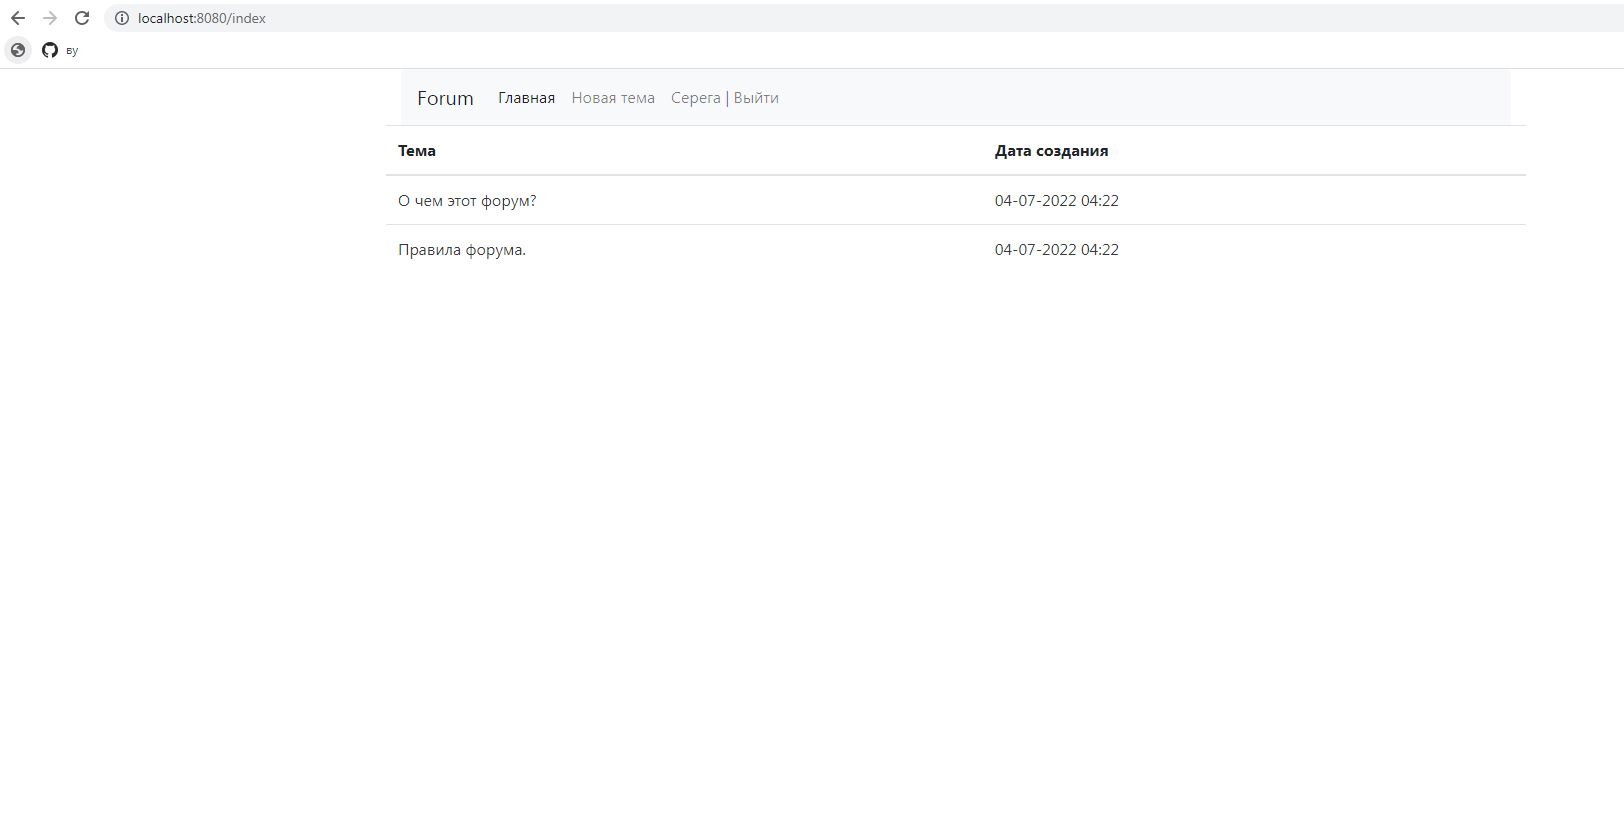 localhost:8080/index
ву
Forum Главная Новая тема Серега | Выйти
Тема Дата создания
О чем этот форум? 04-07-2022 04:22
Правила форума. 04-07-2022 04:22